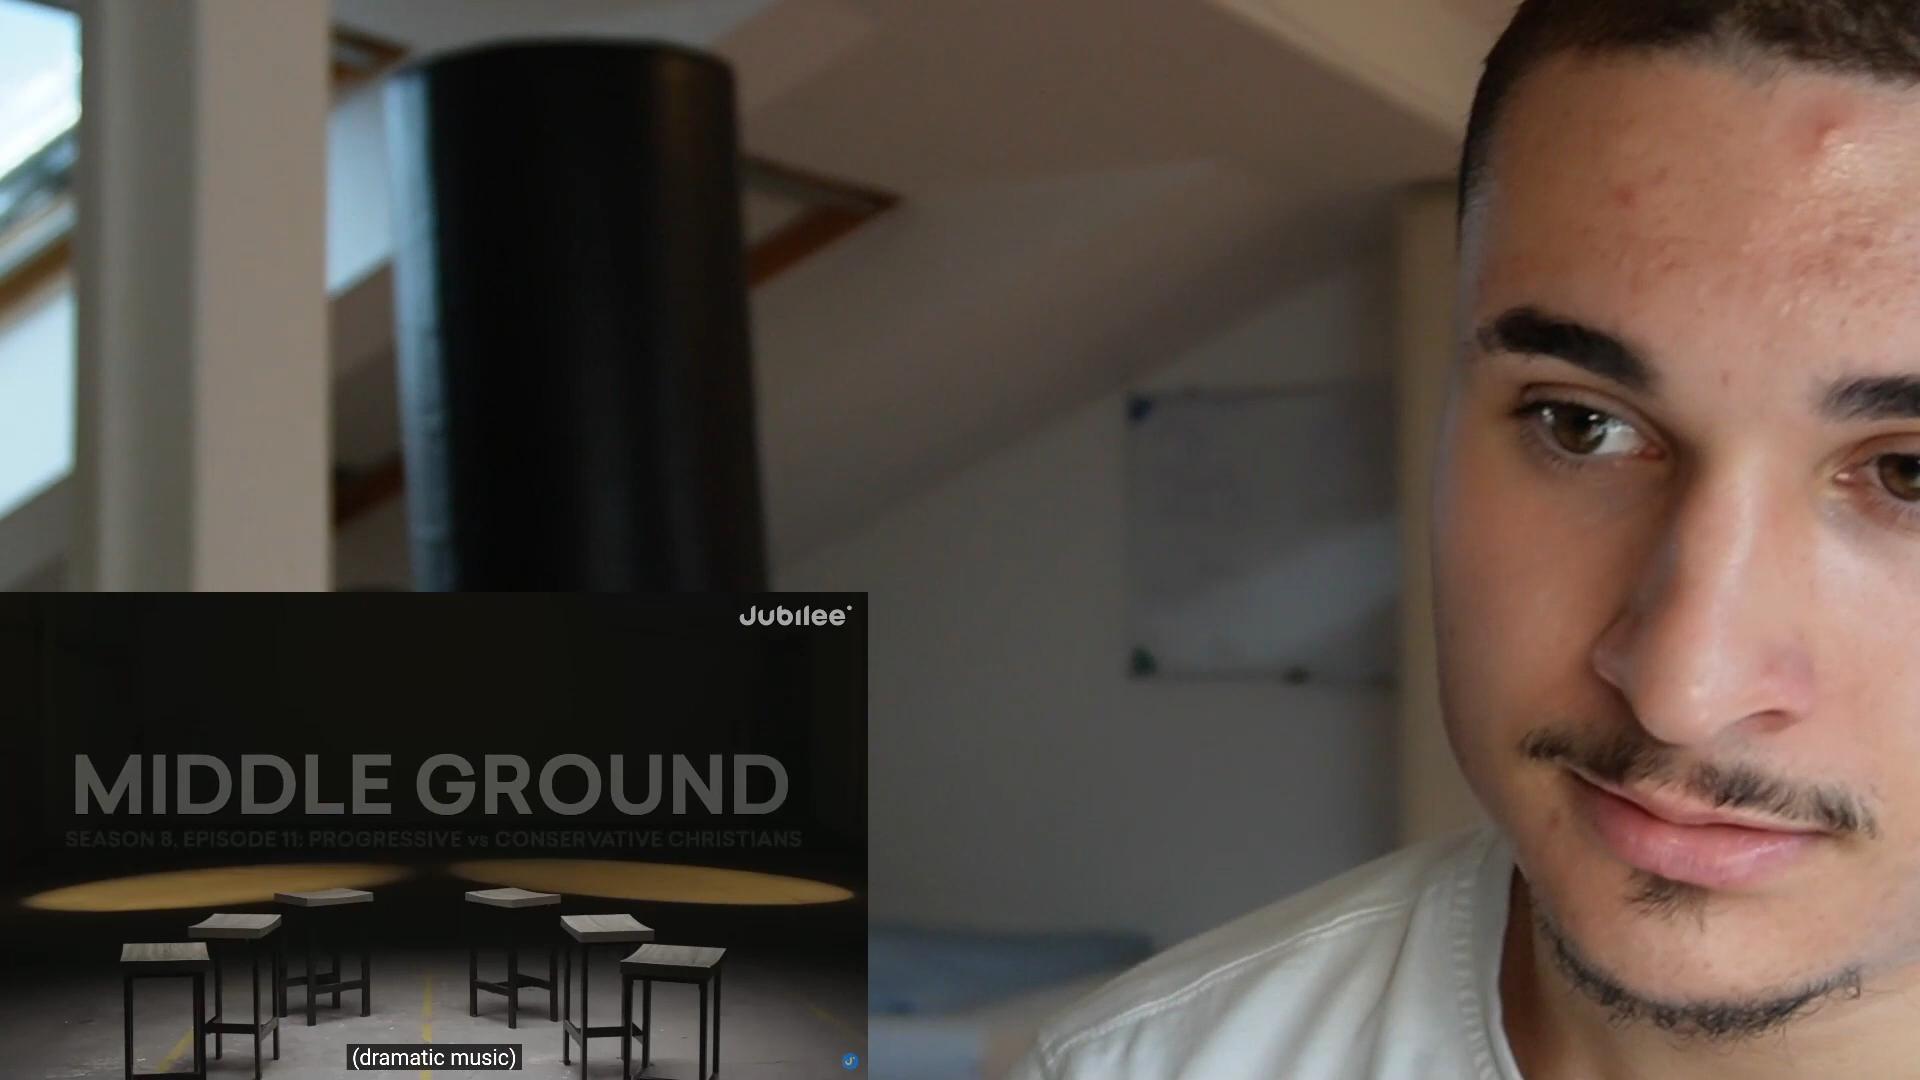 Jubilee
MIDDLE GROUND
SEASON 8, EPISODE 11: PROGRESSIVE vs CONSERVATIVE CHRISTIANS
(dramatic music)